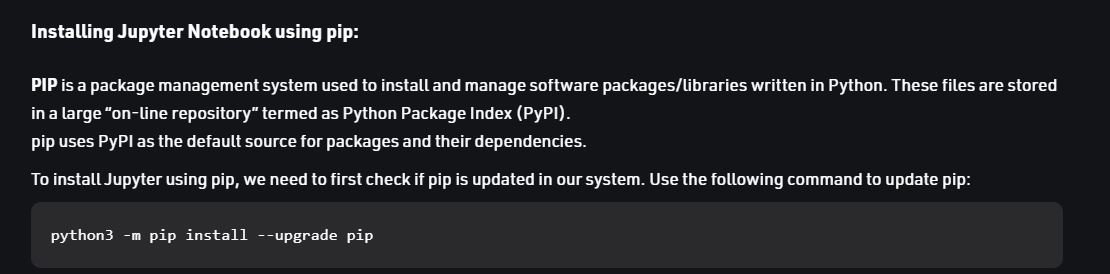 Installing Jupyter Notebook using pip:
PIP is a package management system used to install and manage software packages/libraries written in Python. These files are stored
in a large “on-line repository” termed as Python Package Index (PyPI).
pip uses PyPI as the default source for packages and their dependencies.
To install Jupyter using pip, we need to first check if pip is updated in our system. Use the following command to update pip:
python3 -m pip install --upgrade pip